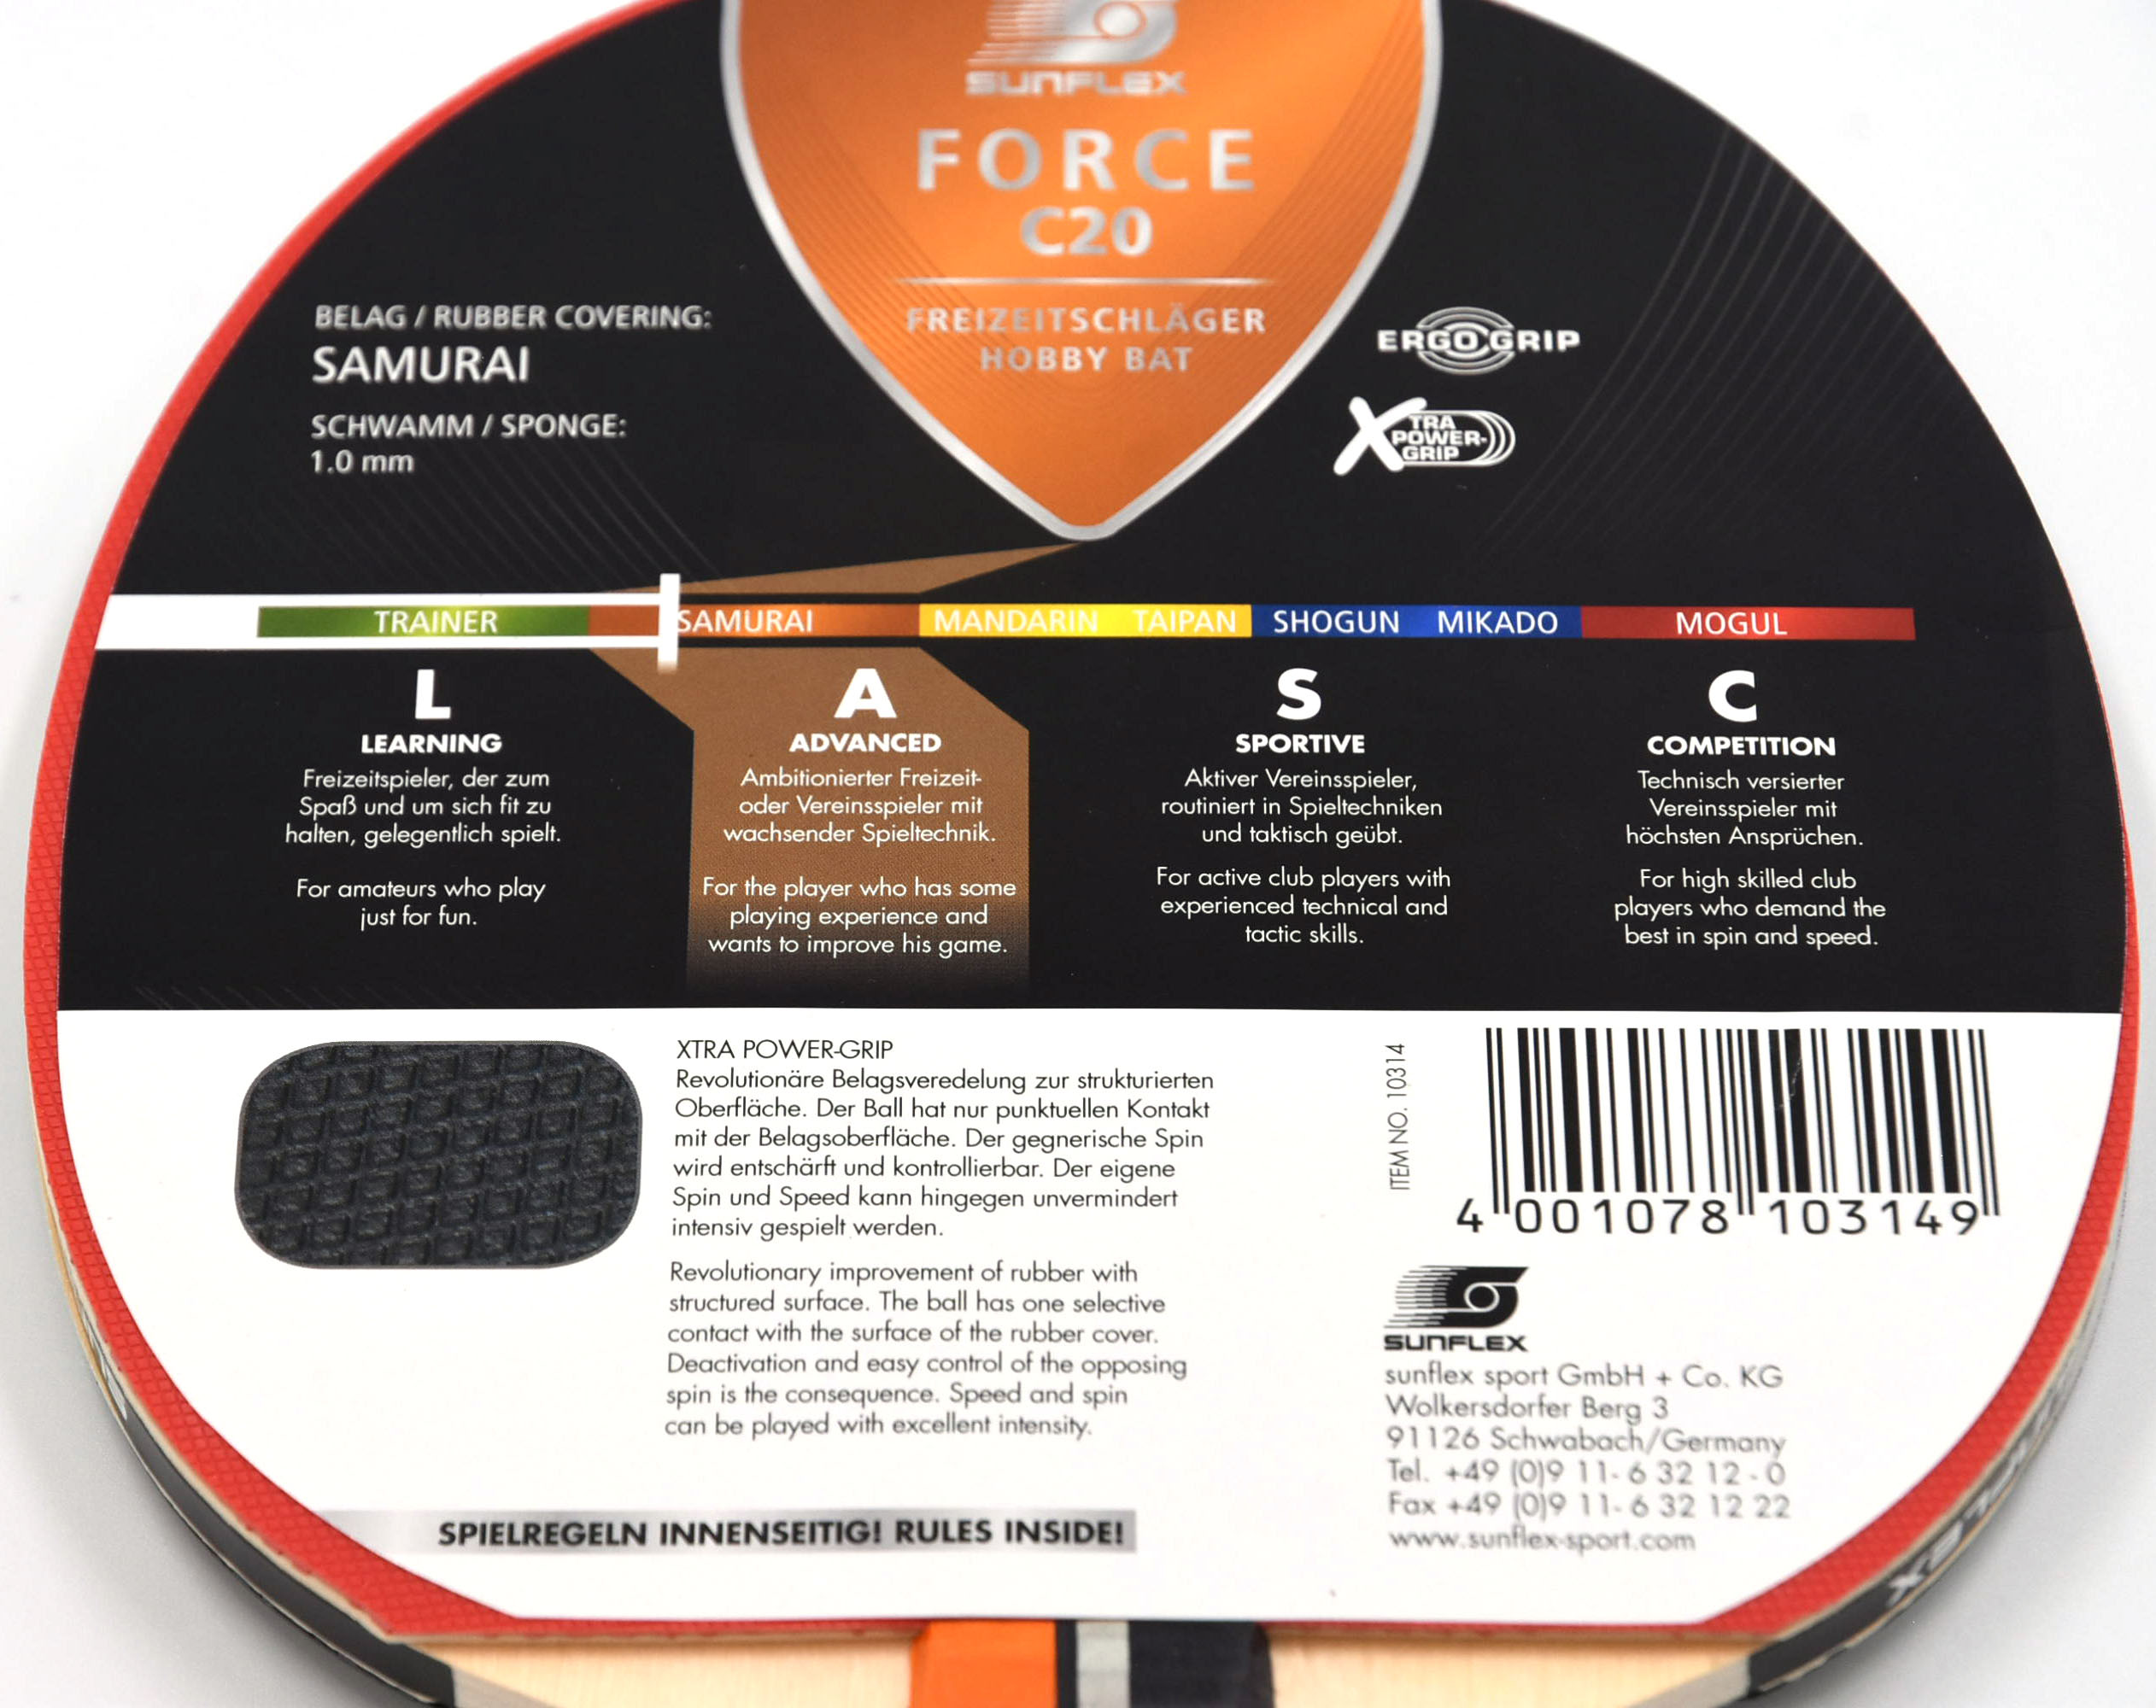 SUNFLEX
FORCE
C20
FREIZEITSCHLÄGER
HOBBY BAT
BELAG / RUBBER COVERING:
SAMURAI
SCHWAMM / SPONGE:
1.0 mm
ERGOGRIP
XTRA
POWER-
GRIP
TRAINER SAMURAI MANDARIN TAIPAN SHOGUN MIKADO MOGUL
L
LEARNING
Freizeitspieler, der zum
Spaß und um sich fit zu
halten, gelegentlich spielt.
For amateurs who play
just for fun.
A
ADVANCED
Ambitionierter Freizeit-
oder Vereinsspieler mit
wachsender Spieltechnik.
For the player who has some
playing experience and
wants to improve his game.
S
SPORTIVE
Aktiver Vereinsspieler,
routiniert in Spieltechniken
und taktisch geübt.
For active club players with
experienced technical and
tactic skills.
C
COMPETITION
Technisch versierter
Vereinsspieler mit
höchsten Ansprüchen.
For high skilled club
players who demand the
best in spin and speed.
XTRA POWER-GRIP
Revolutionäre Belagsveredelung zur strukturierten
Oberfläche. Der Ball hat nur punktuellen Kontakt
mit der Belagsoberfläche. Der gegnerische Spin
wird entschärft und kontrollierbar. Der eigene
Spin und Speed kann hingegen unvermindert
intensiv gespielt werden.
Revolutionary improvement of rubber with
structured surface. The ball has one selective
contact with the surface of the rubber cover.
Deactivation and easy control of the opposing
spin is the consequence. Speed and spin
can be played with excellent intensity.
SPIELREGELN INNENSEITIG! RULES INSIDE!
ITEM NO. 10314
4 001078 103149
SUNFLEX
sunflex sport GmbH + Co. KG
Wolkersdorfer Berg 3
91126 Schwabach/Germany
Tel. +49 (0)9 11- 6 32 12 - 0
Fax +49 (0)9 11- 6 32 12 22
www.sunflex-sport.com